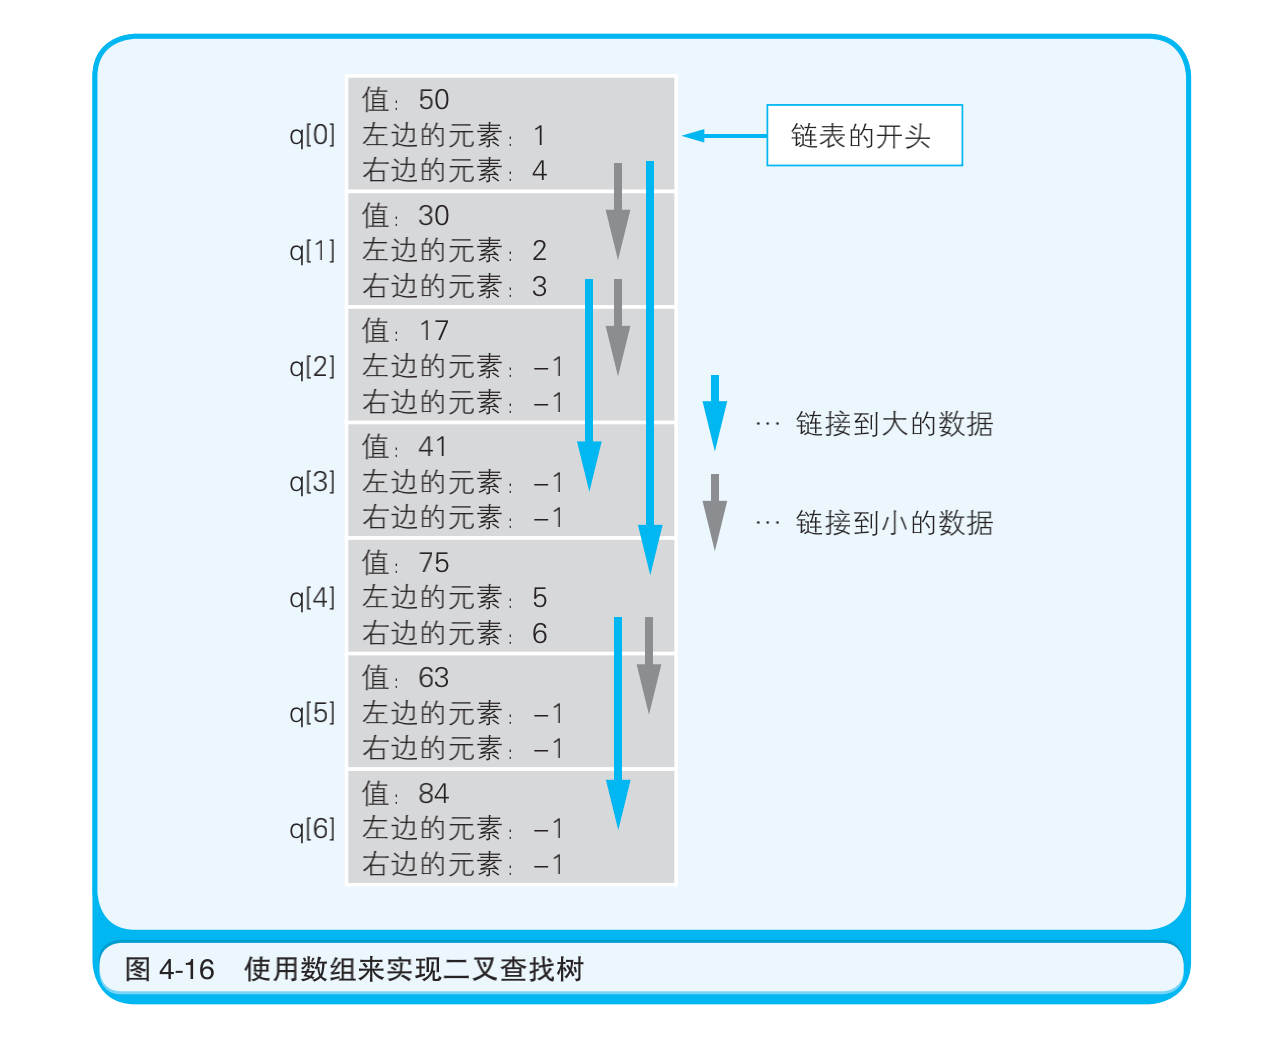 值：50
q[0] 左边的元素：1
右边的元素：4
链表的开头
值：30
q[1] 左边的元素：2
右边的元素：3
值：17
q[2] 左边的元素：–1
右边的元素：–1
值：41
q[3] 左边的元素：–1
右边的元素：–1
值：75
q[4] 左边的元素：5
右边的元素：6
值：63
q[5] 左边的元素：–1
右边的元素：–1
值：84
q[6] 左边的元素：–1
右边的元素：–1
… 链接到大的数据
… 链接到小的数据
图 4-16 使用数组来实现二叉查找树